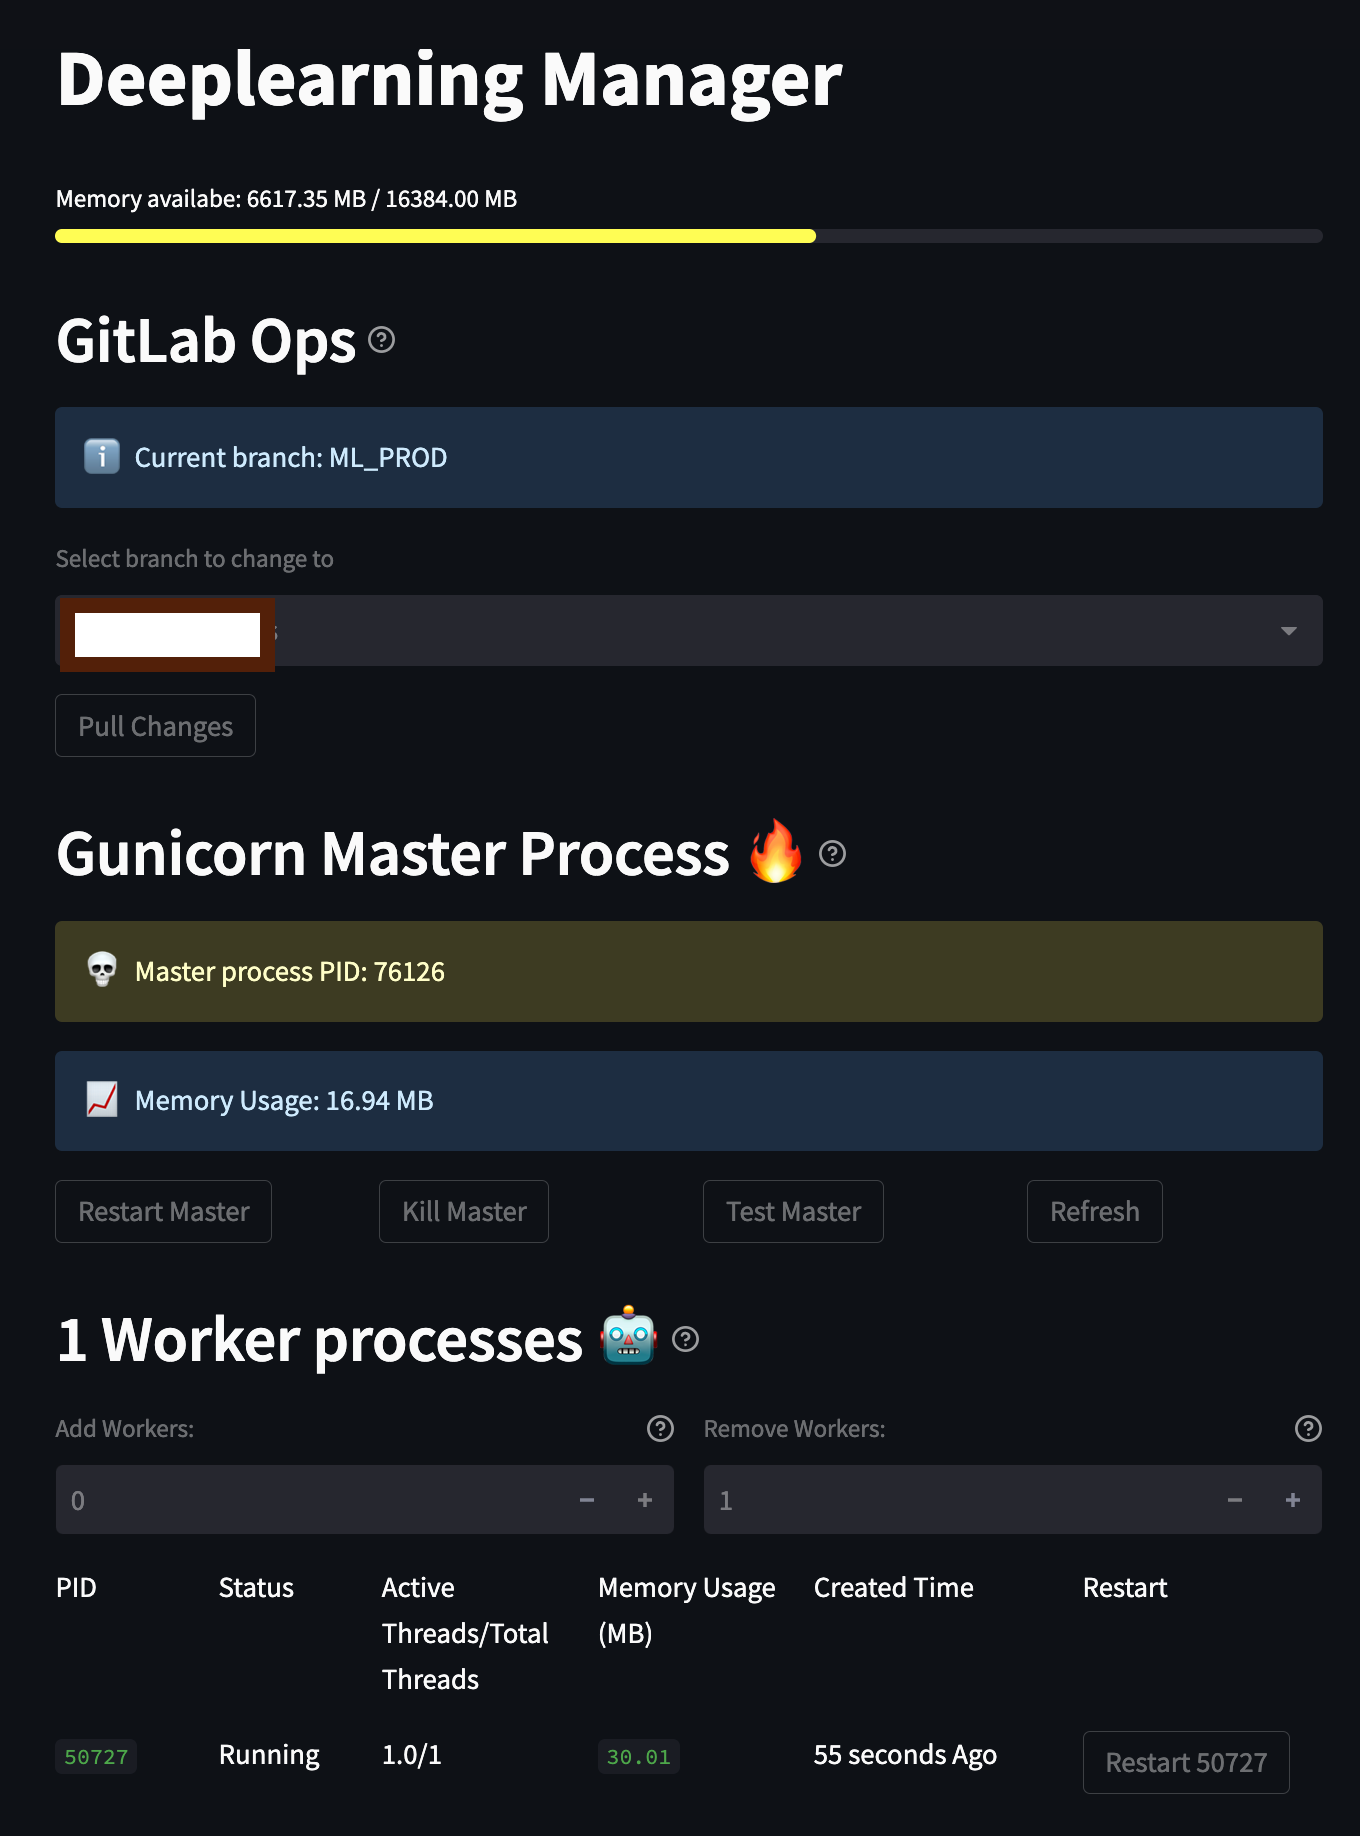 Deeplearning Manager
Memory availabe: 6617.35 MB / 16384.00 MB
GitLab Ops
Current branch: ML_PROD
Select branch to change to
Pull Changes
Gunicorn Master Process
Master process PID: 76126
Memory Usage: 16.94 MB
Restart Master Kill Master Test Master Refresh
1 Worker processes
Add Workers: Remove Workers:
0 − + 1 − +
PID Status Active Memory Usage Created Time Restart
Threads/Total (MB)
Threads
50727 Running 1.0/1 30.01 55 seconds Ago Restart 50727